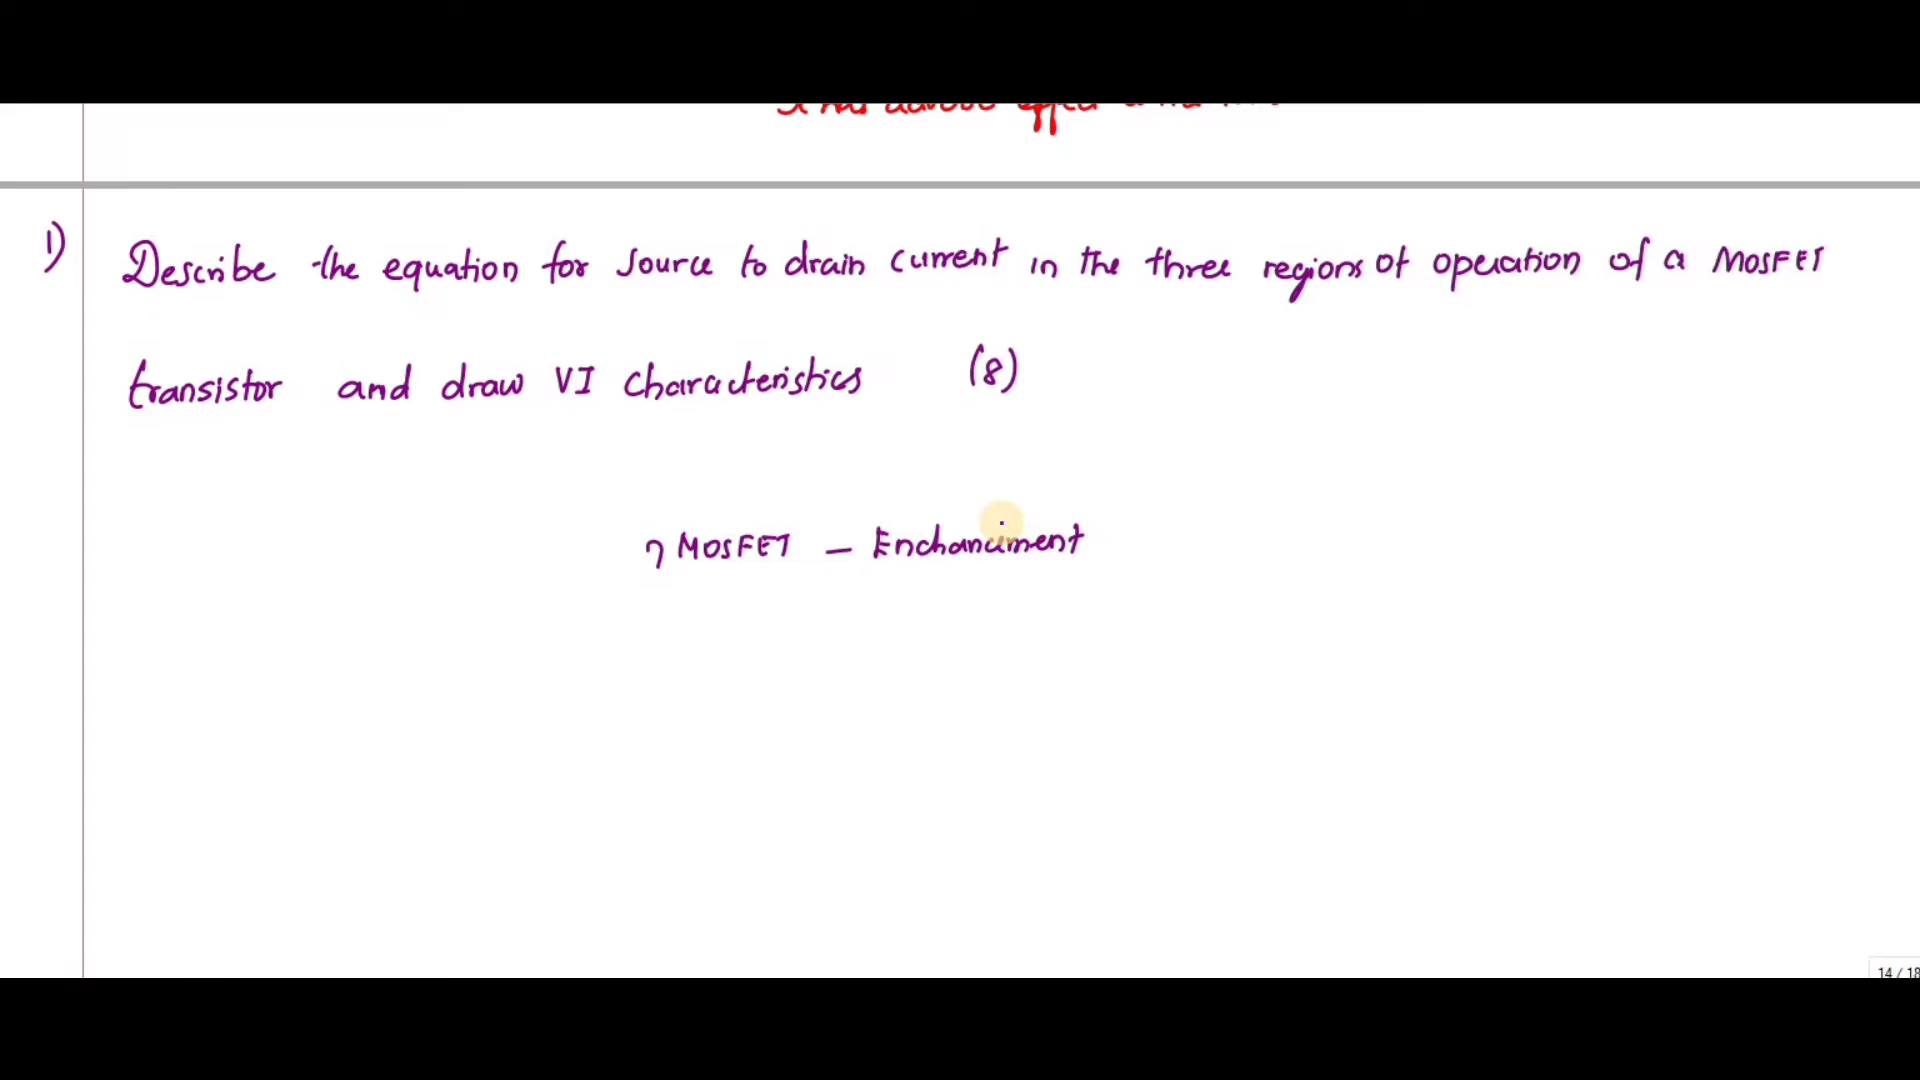 1) Describe the equation for source to drain current in the three regions of operation of a MOSFET
transistor and draw VI characteristics (8)
n MOSFET - Enchancement
14 / 18